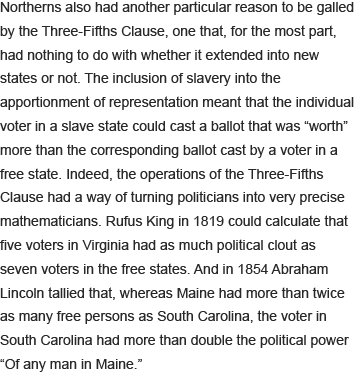 Northerns also had another particular reason to be galled
by the Three-Fifths Clause, one that, for the most part,
had nothing to do with whether it extended into new
states or not. The inclusion of slavery into the
apportionment of representation meant that the individual
voter in a slave state could cast a ballot that was “worth”
more than the corresponding ballot cast by a voter in a
free state. Indeed, the operations of the Three-Fifths
Clause had a way of turning politicians into very precise
mathematicians. Rufus King in 1819 could calculate that
five voters in Virginia had as much political clout as
seven voters in the free states. And in 1854 Abraham
Lincoln tallied that, whereas Maine had more than twice
as many free persons as South Carolina, the voter in
South Carolina had more than double the political power
“Of any man in Maine.”